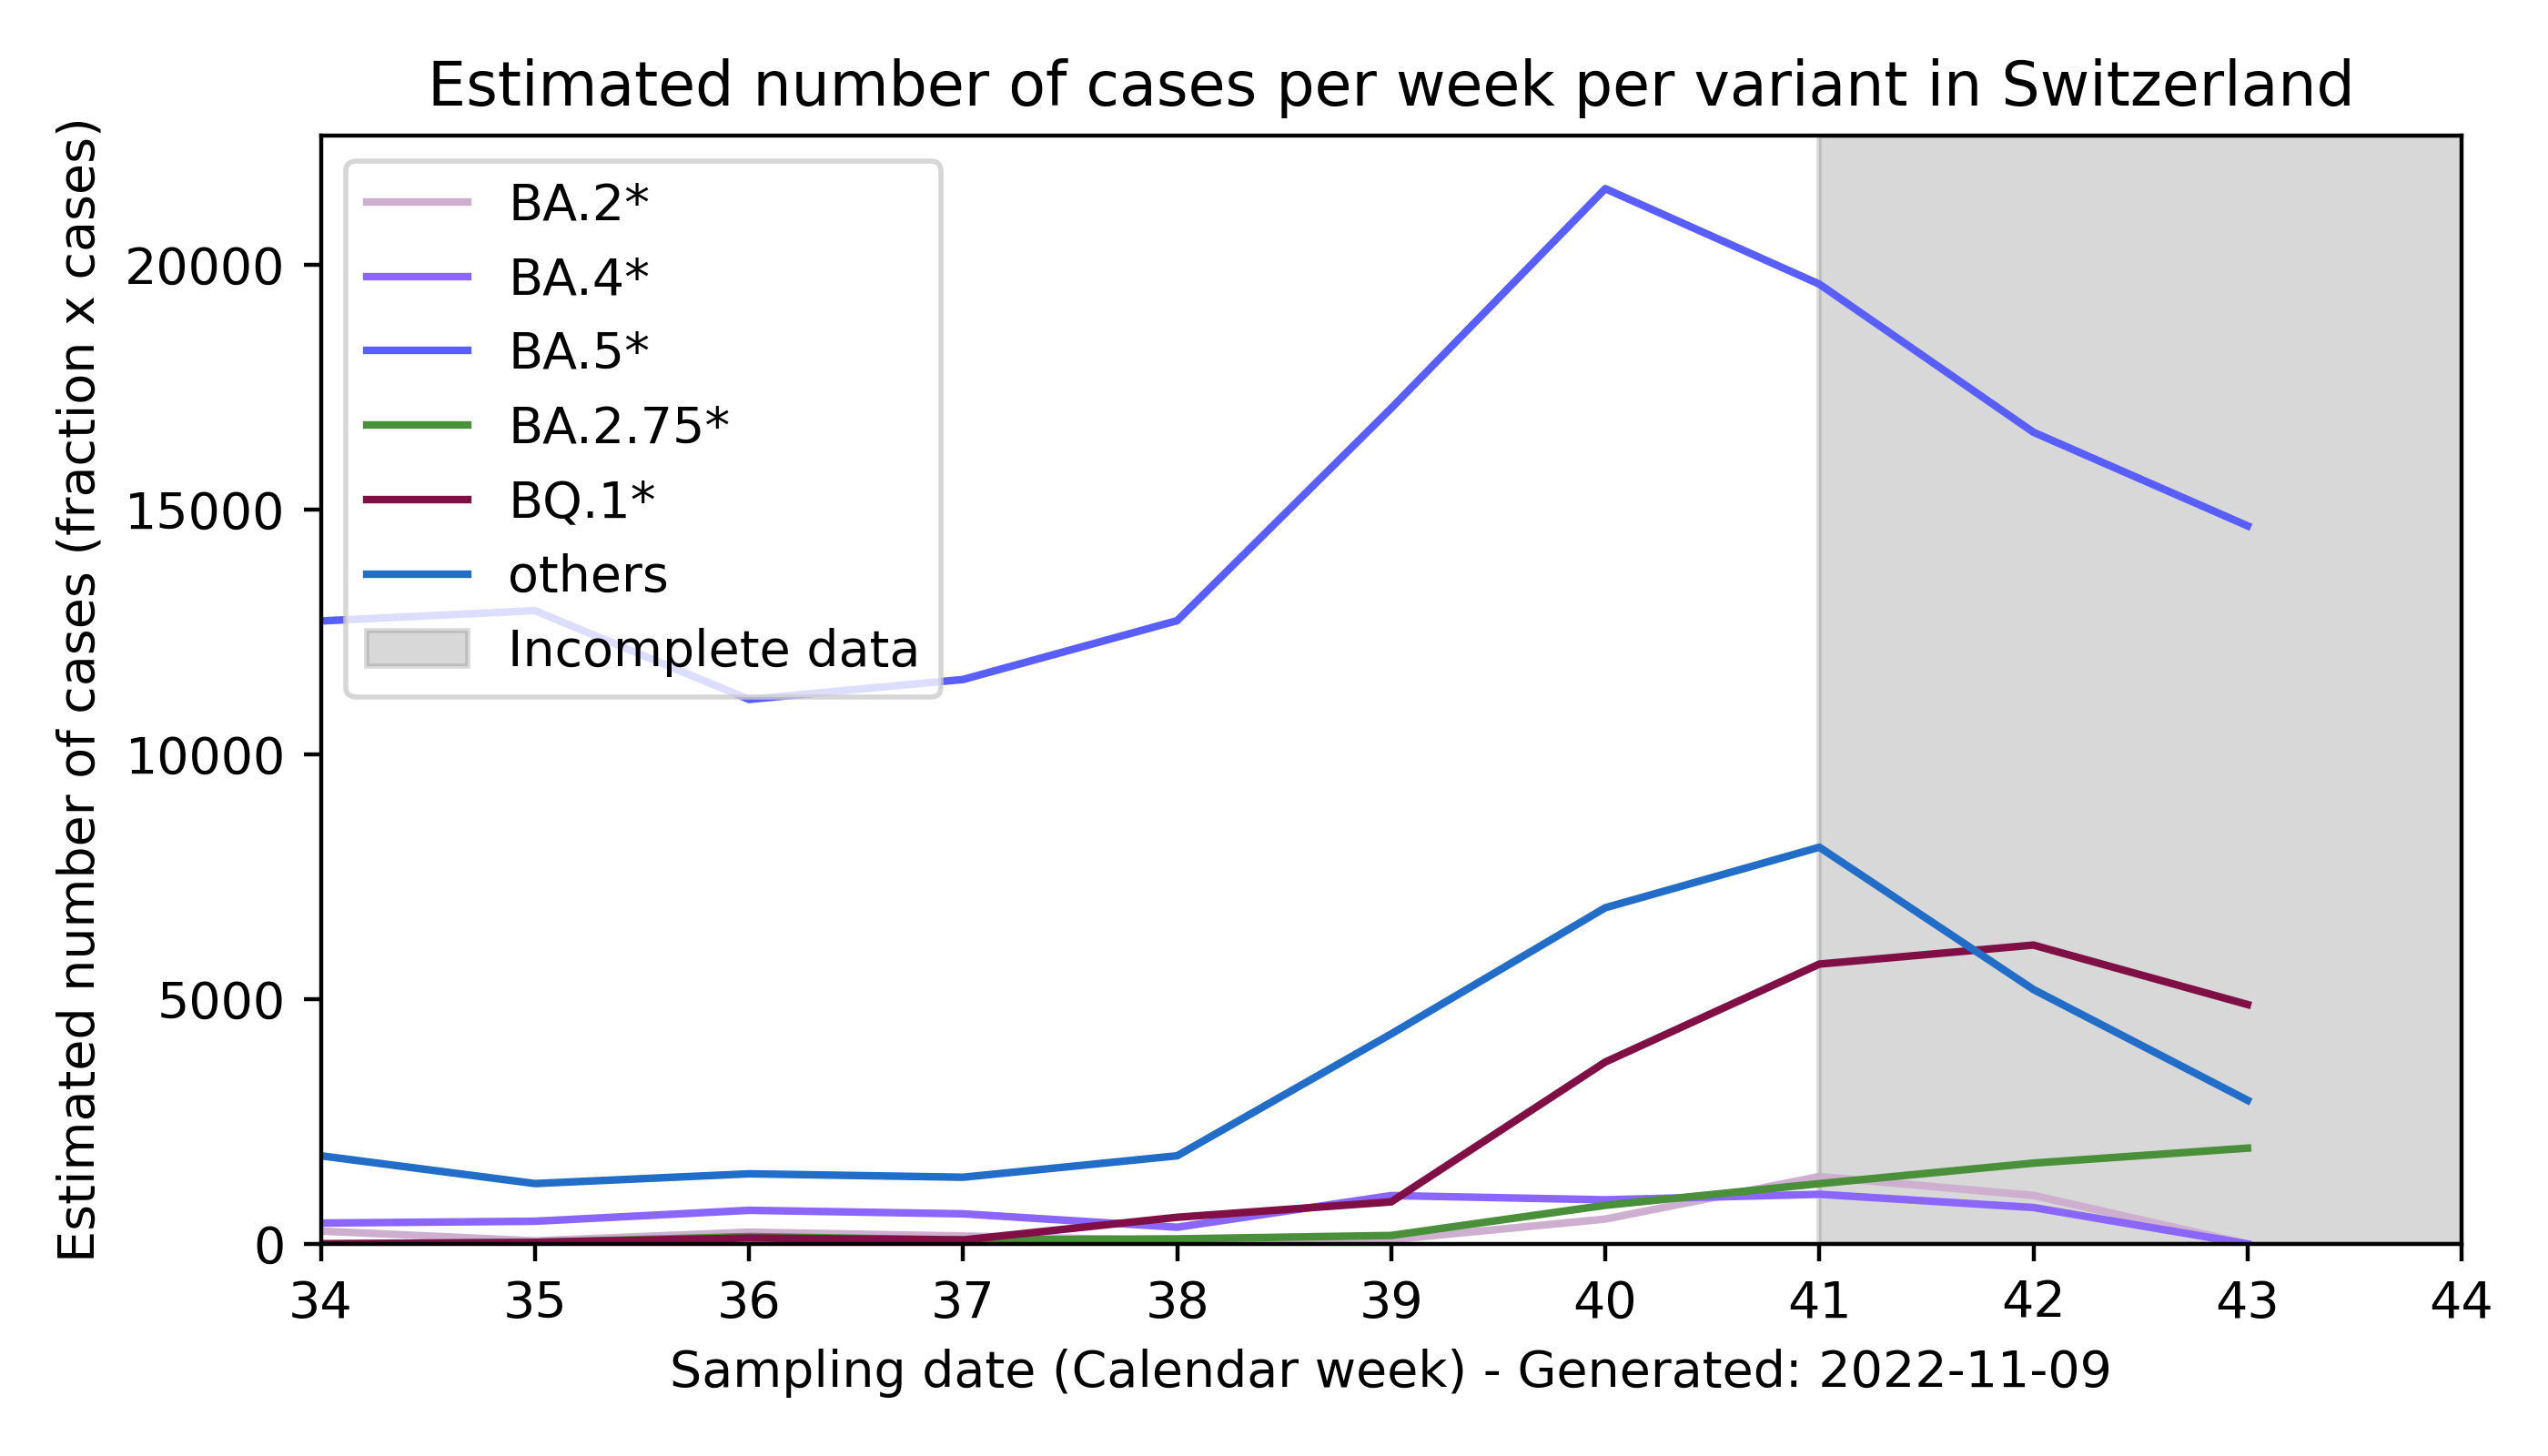 Estimated number of cases per week per variant in Switzerland
Estimated number of cases (fraction x cases)
20000
15000
10000
5000
0
BA.2*
BA.4*
BA.5*
BA.2.75*
BQ.1*
others
Incomplete data
34 35 36 37 38 39 40 41 42 43 44
Sampling date (Calendar week) - Generated: 2022-11-09